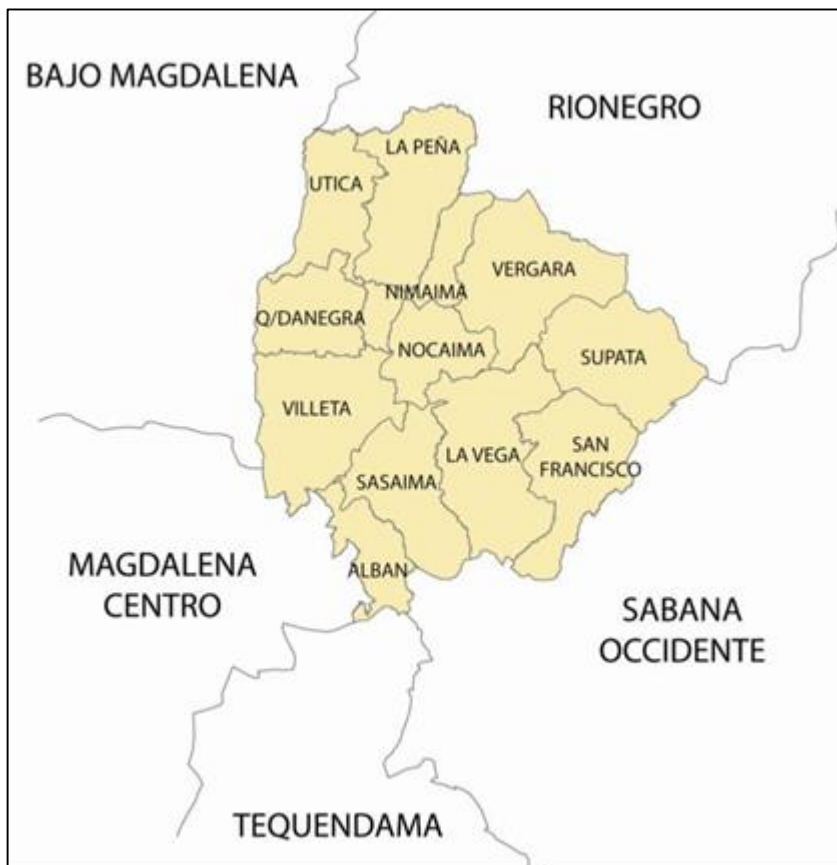 BAJO MAGDALENA
RIONEGRO
LA PEÑA
UTICA
VERGARA
NIMAIMA
Q/DANEGRA
NOCAIMA
SUPATA
VILLETA
SAN
FRANCISCO
LA VEGA
SASAIMA
ALBAN
MAGDALENA
CENTRO
SABANA
OCCIDENTE
TEQUENDAMA